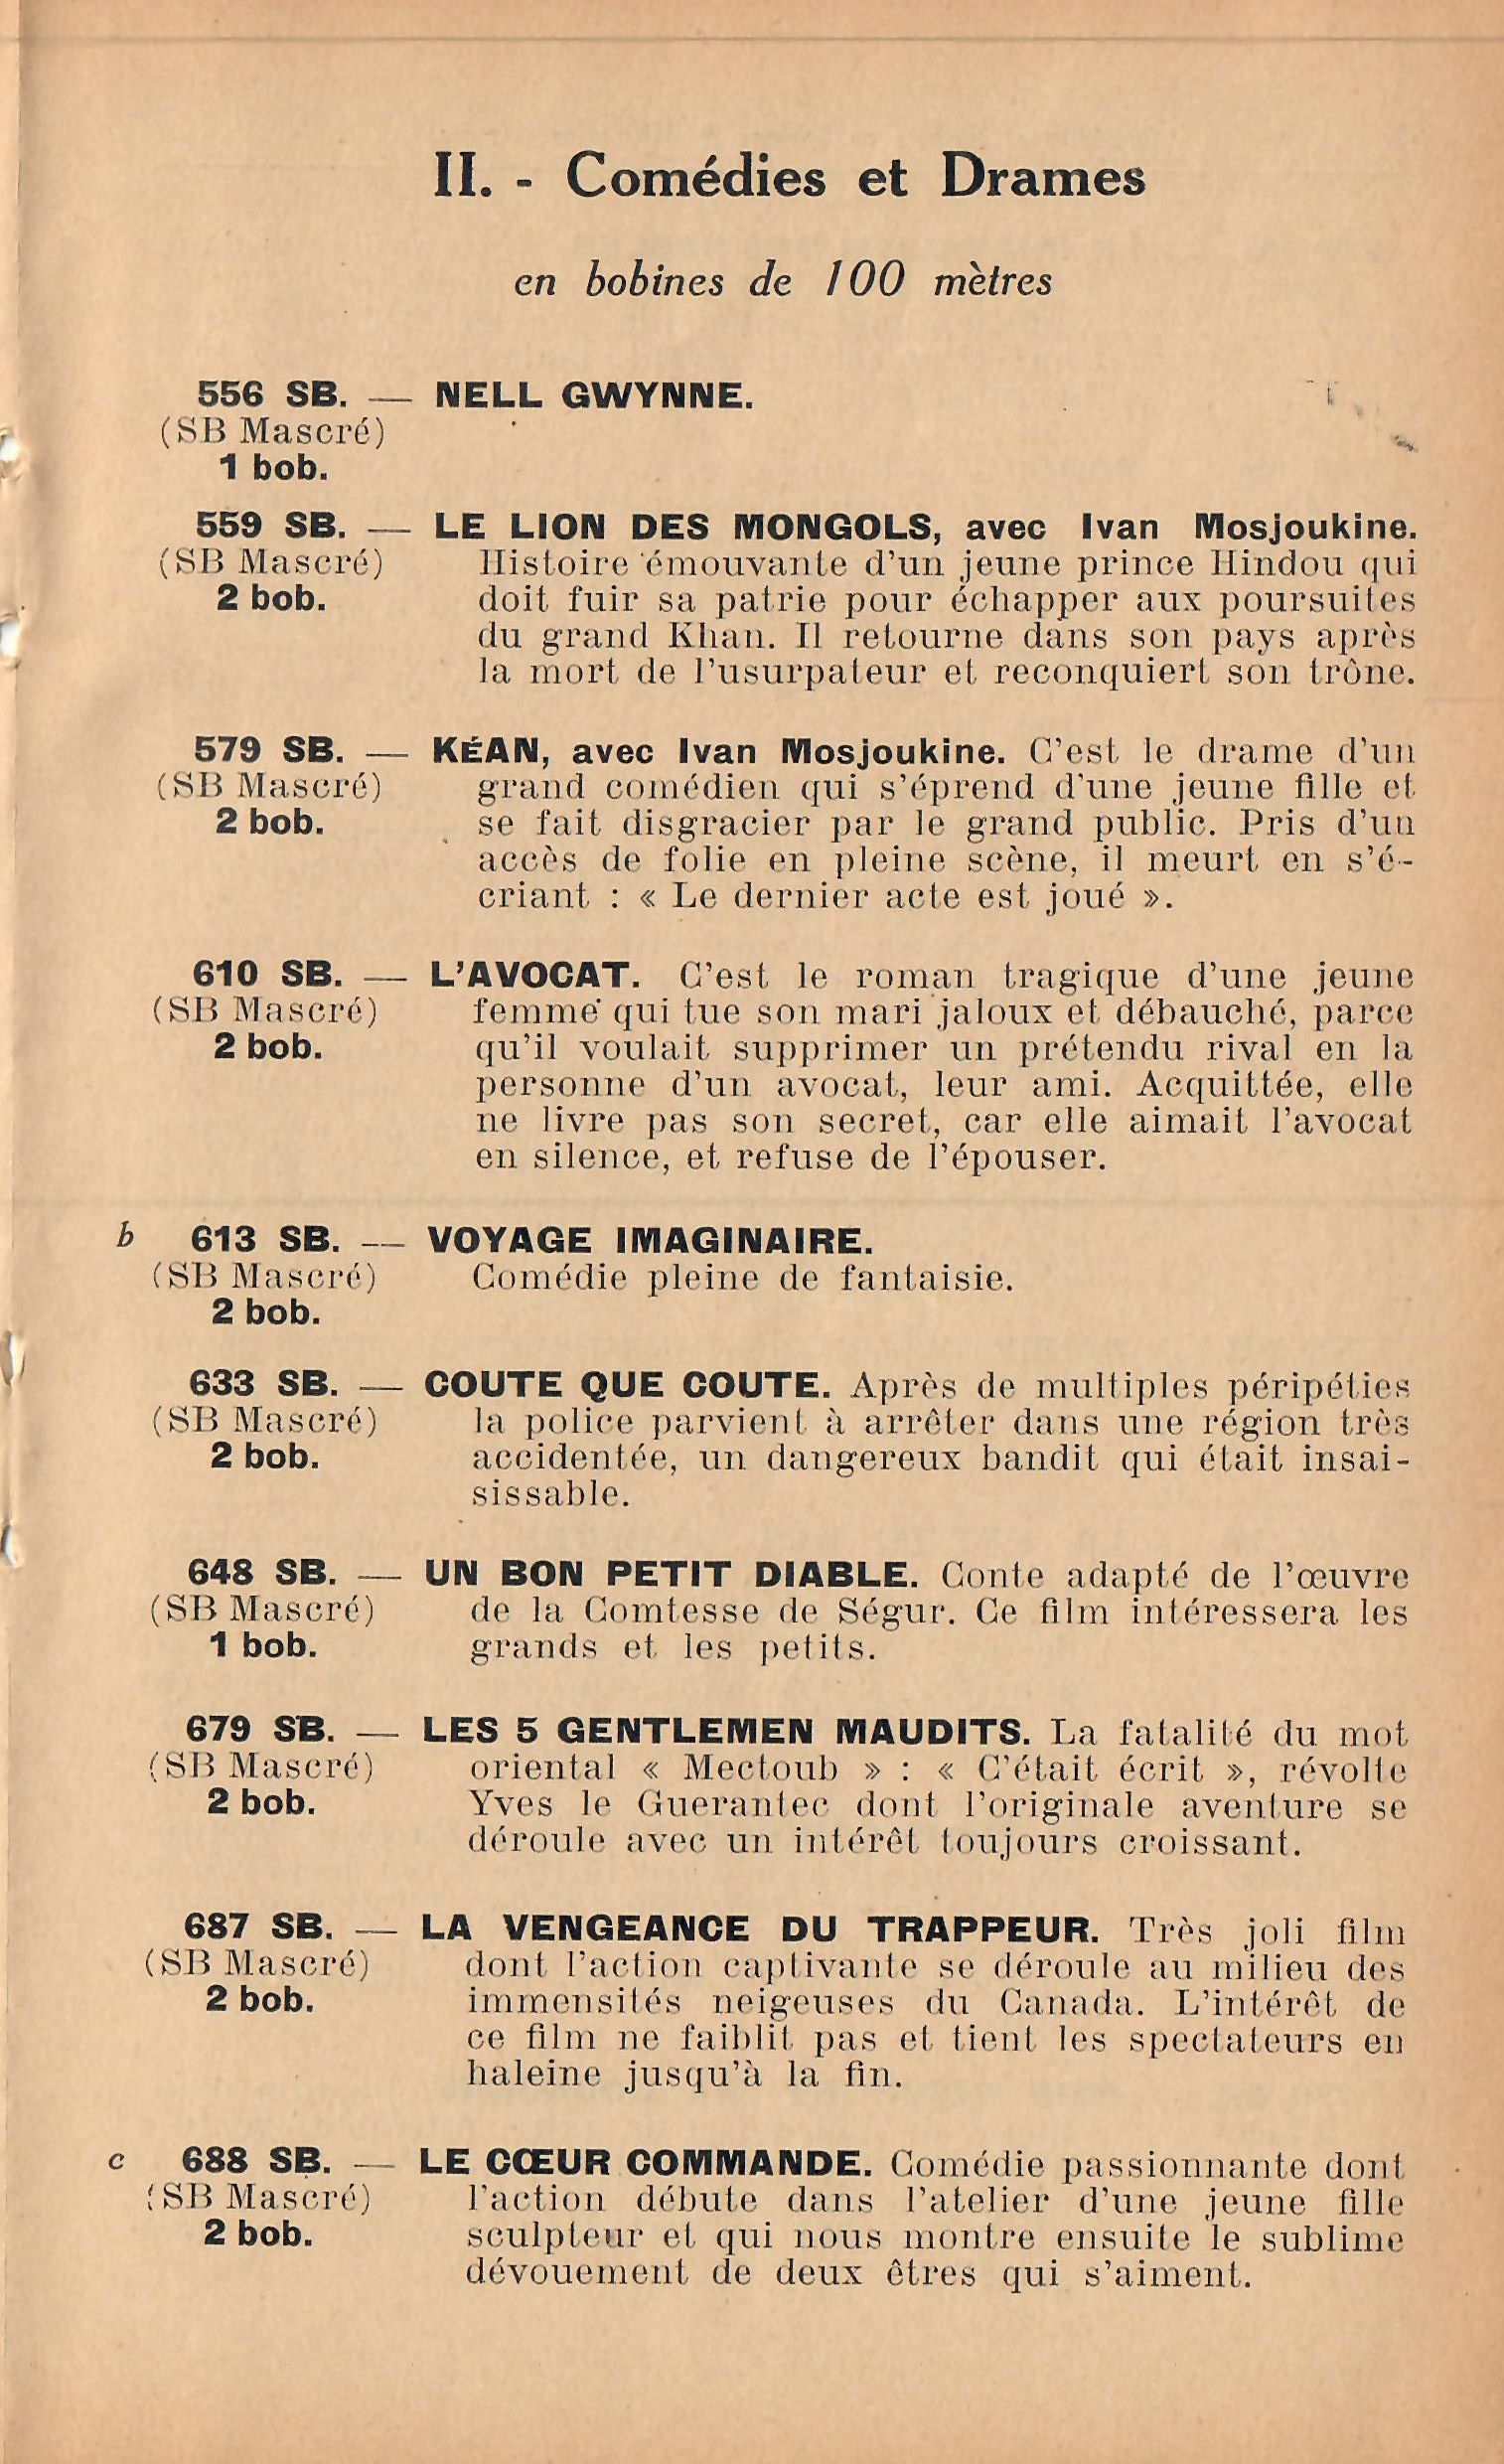 II. - Comédies et Drames
en bobines de 100 mètres
556 SB. — NELL GWYNNE.
(SB Mascré)
1 bob.
559 SB. — LE LION DES MONGOLS, avec Ivan Mosjoukine.
(SB Mascré) Histoire émouvante d'un jeune prince Hindou qui
2 bob. doit fuir sa patrie pour échapper aux poursuites
du grand Khan. Il retourne dans son pays après
la mort de l'usurpateur et reconquiert son trône.
579 SB. — KÉAN, avec Ivan Mosjoukine. C'est le drame d'un
(SB Mascré) grand comédien qui s'éprend d'une jeune fille et
2 bob. se fait disgracier par le grand public. Pris d'un
accès de folie en pleine scène, il meurt en s'é-
criant : « Le dernier acte est joué ».
610 SB. — L'AVOCAT. C'est le roman tragique d'une jeune
(SB Mascré) femme qui tue son mari jaloux et débauché, parce
2 bob. qu'il voulait supprimer un prétendu rival en la
personne d'un avocat, leur ami. Acquittée, elle
ne livre pas son secret, car elle aimait l'avocat
en silence, et refuse de l'épouser.
b 613 SB. — VOYAGE IMAGINAIRE.
(SB Mascré) Comédie pleine de fantaisie.
2 bob.
633 SB. — COUTE QUE COUTE. Après de multiples péripéties
(SB Mascré) la police parvient à arrêter dans une région très
2 bob. accidentée, un dangereux bandit qui était insai-
sissable.
648 SB. — UN BON PETIT DIABLE. Conte adapté de l'œuvre
(SB Mascré) de la Comtesse de Ségur. Ce film intéressera les
1 bob. grands et les petits.
679 SB. — LES 5 GENTLEMEN MAUDITS. La fatalité du mot
(SB Mascré) oriental « Mectoub » : « C'était écrit », révolte
2 bob. Yves le Guerantec dont l'originale aventure se
déroule avec un intérêt toujours croissant.
687 SB. — LA VENGEANCE DU TRAPPEUR. Très joli film
(SB Mascré) dont l'action captivante se déroule au milieu des
2 bob. immensités neigeuses du Canada. L'intérêt de
ce film ne faiblit pas et tient les spectateurs en
haleine jusqu'à la fin.
c 688 SB. — LE CŒUR COMMANDE. Comédie passionnante dont
(SB Mascré) l'action débute dans l'atelier d'une jeune fille
2 bob. sculpteur et qui nous montre ensuite le sublime
dévouement de deux êtres qui s'aiment.